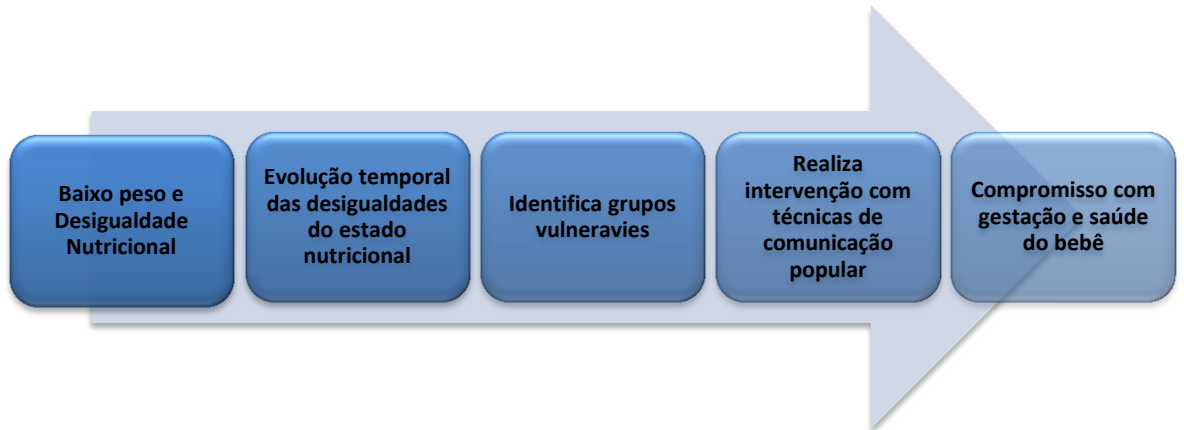 Baixo peso e
Desigualdade
Nutricional
Evolução temporal
das desigualdades
do estado
nutricional
Identifica grupos
vulneravies
Realiza
intervenção com
técnicas de
comunicação
popular
Compromisso com
gestação e saúde
do bebê